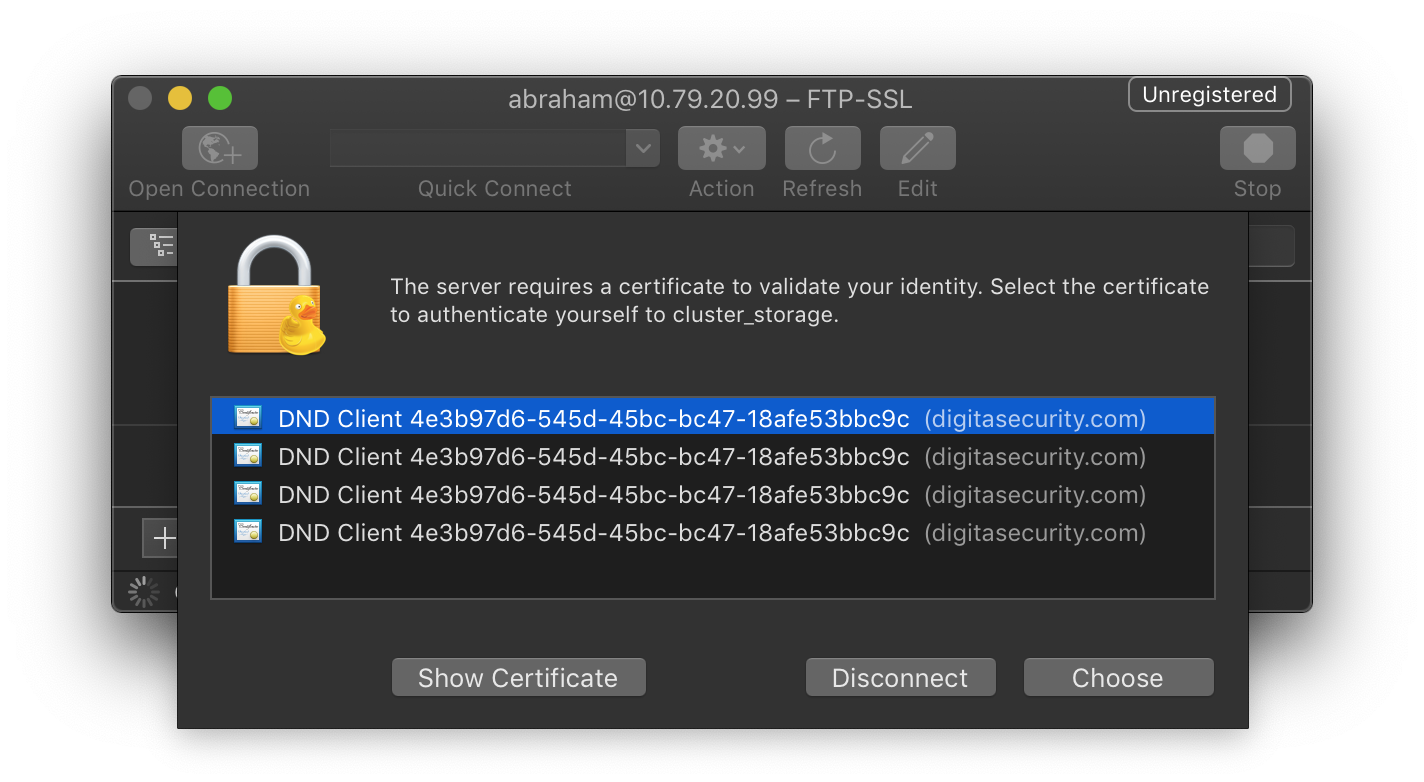 abraham@10.79.20.99 – FTP-SSL
Unregistered
Open Connection
Quick Connect
Action
Refresh
Edit
Stop
The server requires a certificate to validate your identity. Select the certificate
to authenticate yourself to cluster_storage.
DND Client 4e3b97d6-545d-45bc-bc47-18afe53bbc9c (digitasecurity.com)
DND Client 4e3b97d6-545d-45bc-bc47-18afe53bbc9c (digitasecurity.com)
DND Client 4e3b97d6-545d-45bc-bc47-18afe53bbc9c (digitasecurity.com)
DND Client 4e3b97d6-545d-45bc-bc47-18afe53bbc9c (digitasecurity.com)
Show Certificate
Disconnect
Choose